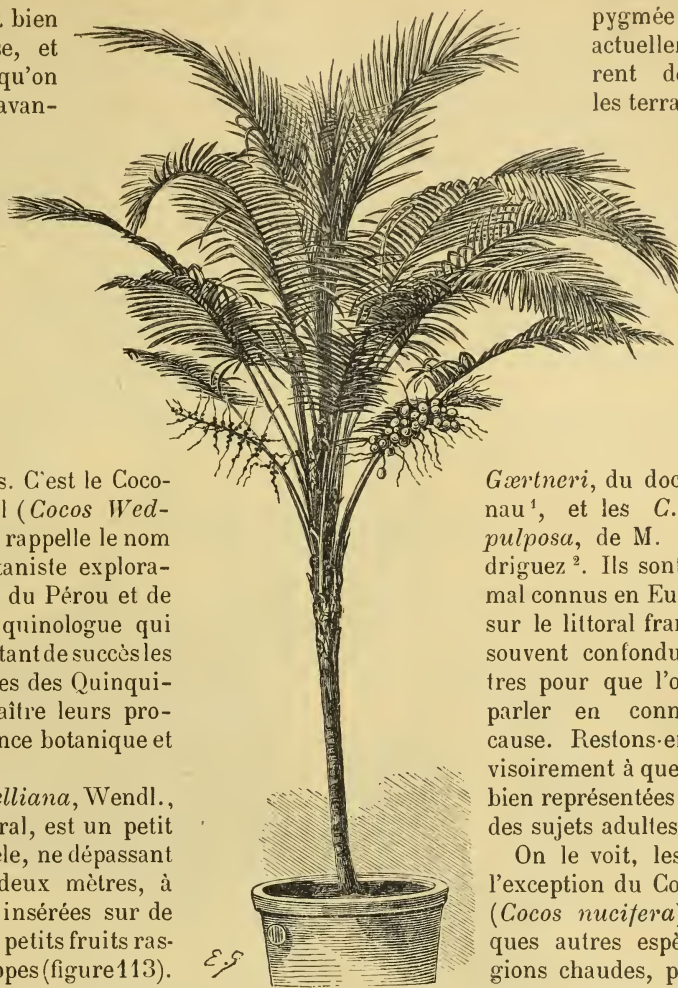 . bien
se, et
qu'on
avan-
s. C'est le Coco-
l (Cocos Wed-
rappelle le nom
taniste explora-
du Pérou et de
quinologue qui
tant de succès les
es des Quinqui-
aître leurs pro-
nce botanique et
elliana, Wendl.,
ral, est un petit
èle, ne dépassant
deux mètres, à
insérées sur de
petits fruits ras-
ppes (figure 113).
E.G
pygmée
actueller
rent de
les terra
Gærtneri, du doc
nau¹, et les C.
pulposa, de M.
driguez². Ils sont
mal connus en Eu
sur le littoral fran
souvent confondu
tres pour que l'o
parler en conn
cause. Restons-en
visoirement à que
bien représentées
des sujets adultes
On le voit, les
l'exception du Co
(Cocos nucifera)
ques autres espè
gions chaudes, p